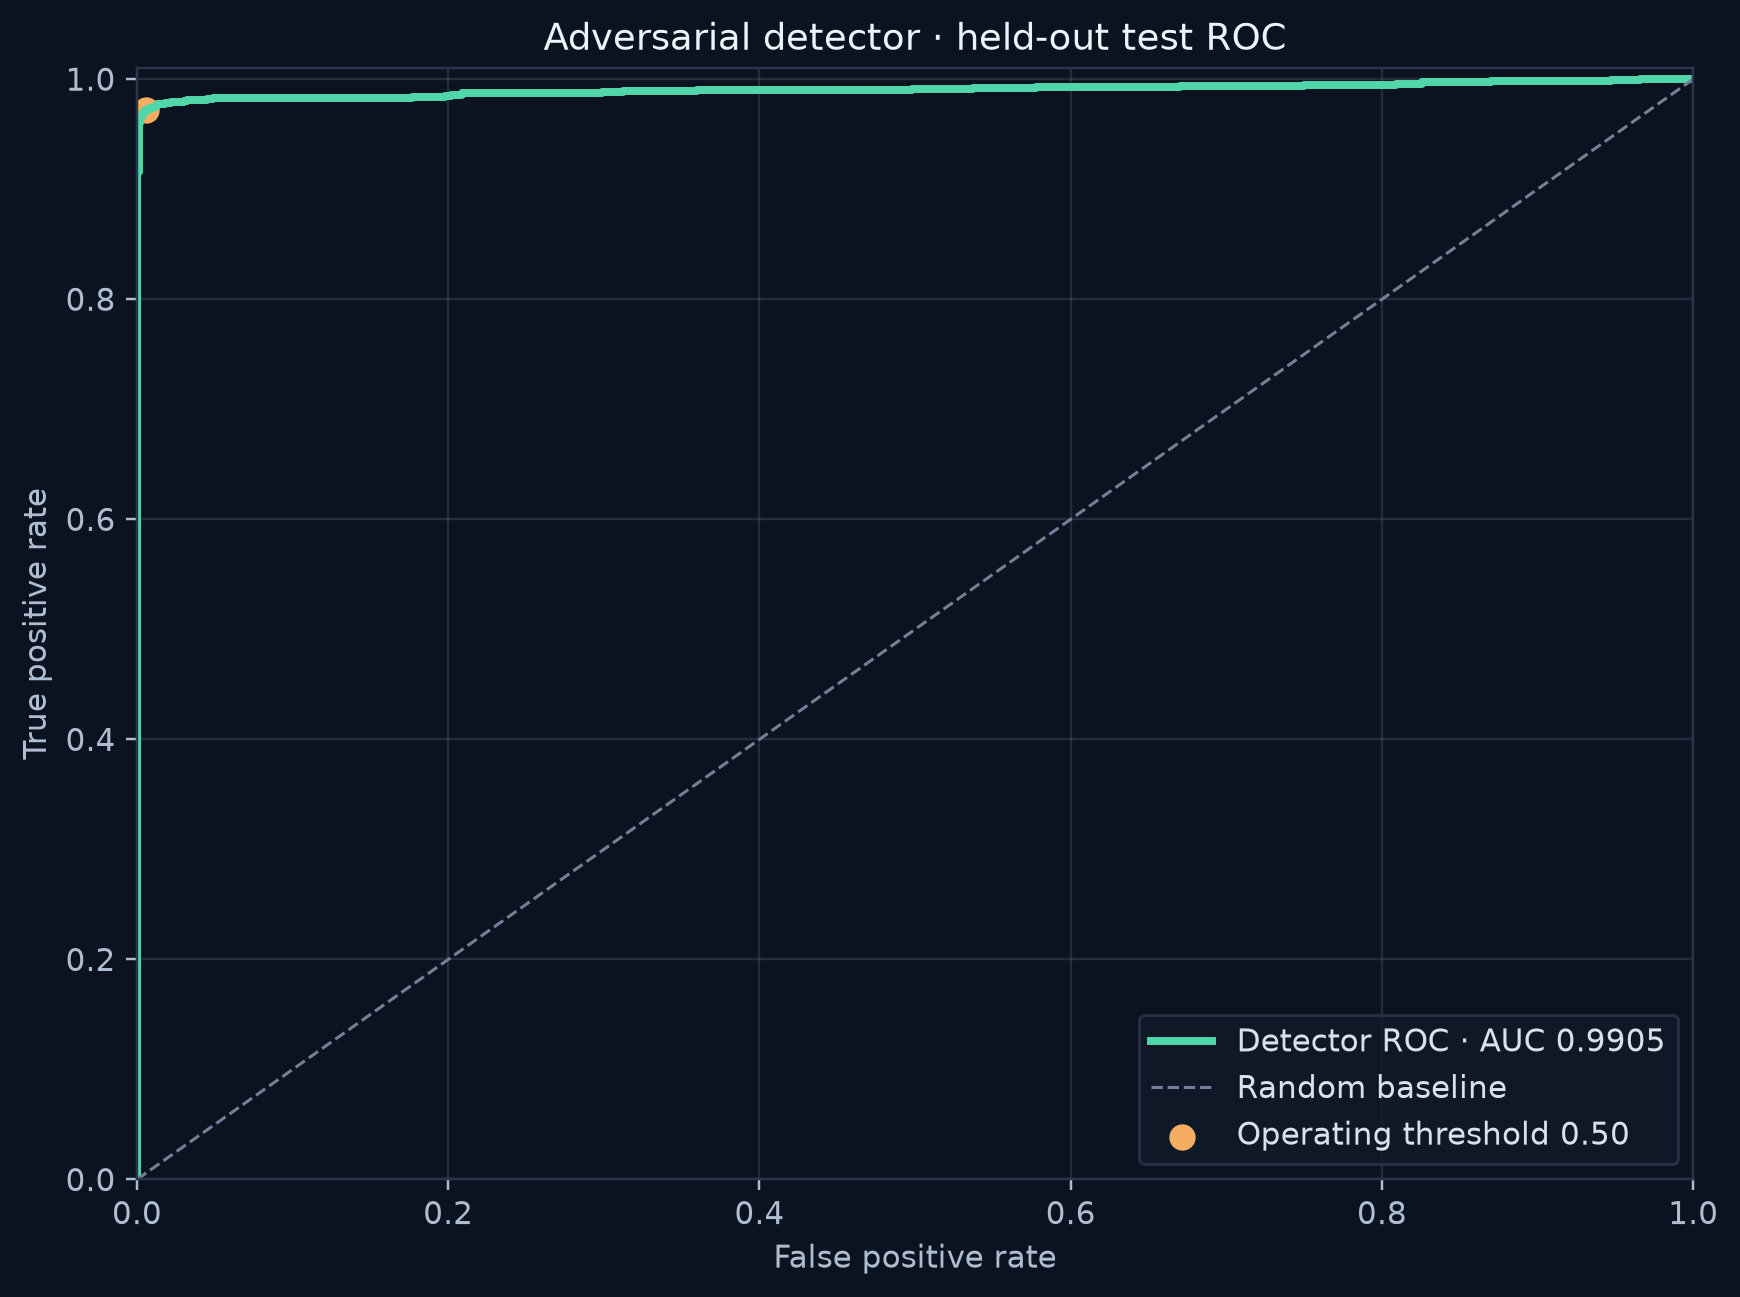 Adversarial detector · held-out test ROC
True positive rate
1.0
0.8
0.6
0.4
0.2
0.0
Detector ROC · AUC 0.9905
Random baseline
Operating threshold 0.50
0.0 0.2 0.4 0.6 0.8 1.0
False positive rate